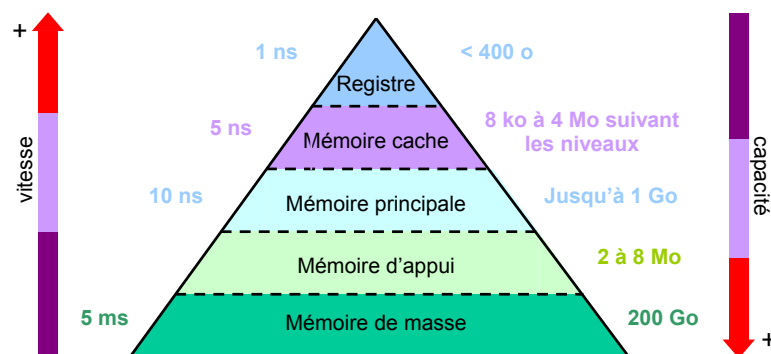 +
1 ns
Registre
< 400 o
5 ns
Mémoire cache
8 ko à 4 Mo suivant
les niveaux
vitesse
capacité
10 ns
Mémoire principale
Jusqu'à 1 Go
Mémoire d'appui
2 à 8 Mo
5 ms
Mémoire de masse
200 Go
+